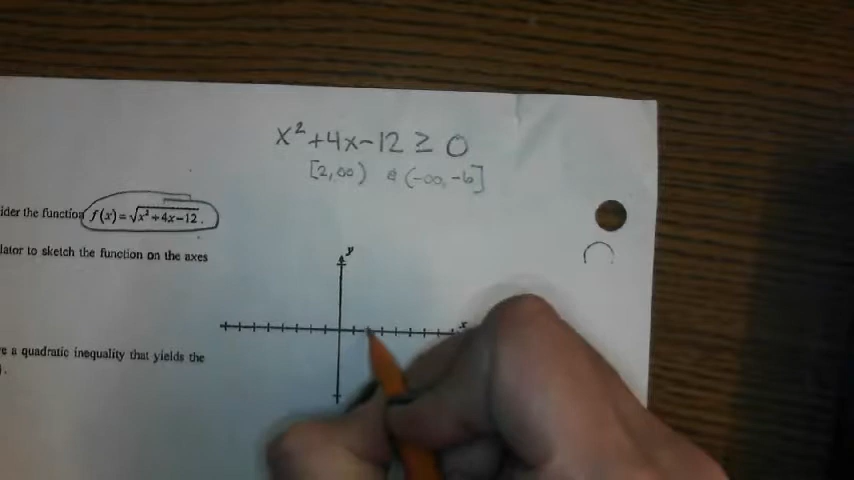 x² + 4x - 12 ≥ 0
[2, ∞) & (-∞, -6]
ider the function f(x) = √x² + 4x - 12 .
lator to sketch the function on the axes
y
x
e a quadratic inequality that yields the